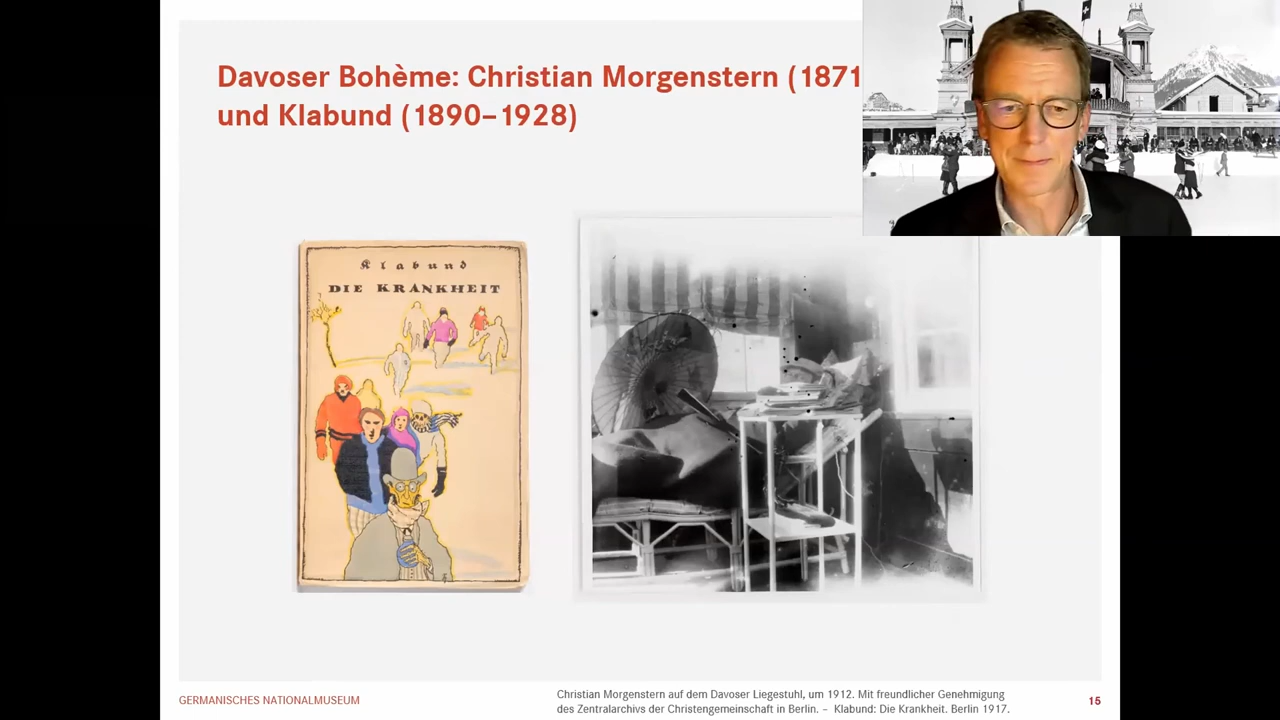 Davoser Bohème: Christian Morgenstern (1871
und Klabund (1890–1928)
Klabund
DIE KRANKHEIT
GERMANISCHES NATIONALMUSEUM
Christian Morgenstern auf dem Davoser Liegestuhl, um 1912. Mit freundlicher Genehmigung
des Zentralarchivs der Christengemeinschaft in Berlin. – Klabund: Die Krankheit. Berlin 1917.
15